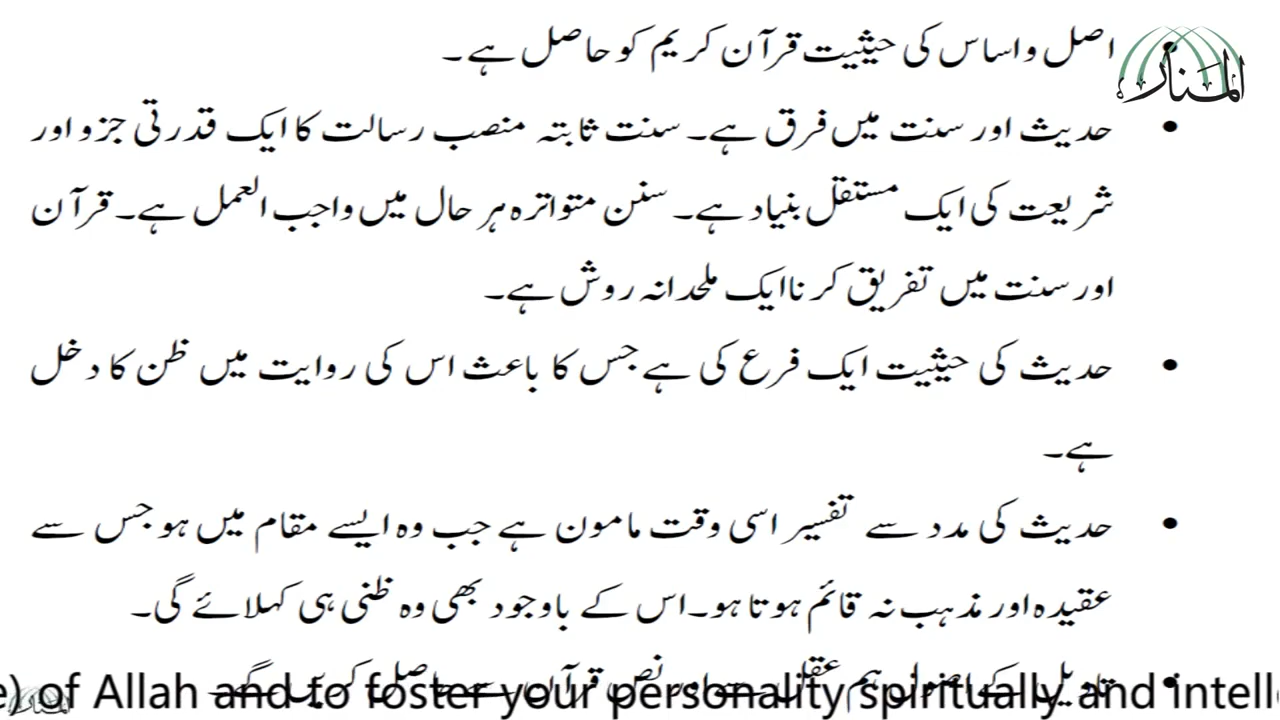 اصل و اساس کی حیثیت قرآن کریم کو حاصل ہے۔
المنار
• حدیث اور سنت میں فرق ہے۔ سنت ثابتہ منصب رسالت کا ایک قدرتی جزو اور
شریعت کی ایک مستقل بنیاد ہے۔ سنن متواترہ ہر حال میں واجب العمل ہے۔ قرآن
اور سنت میں تفریق کرنا ایک ملحدانہ روش ہے۔
• حدیث کی حیثیت ایک فرع کی ہے جس کا باعث اس کی روایت میں ظن کا دخل
ہے۔
• حدیث کی مدد سے تفسیر اسی وقت مامون ہے جب وہ ایسے مقام میں ہو جس سے
عقیدہ اور مذہب نہ قائم ہوتا ہو۔ اس کے باوجود بھی وہ ظنی ہی کہلائے گی۔
of Allah and to foster your personality spiritually and